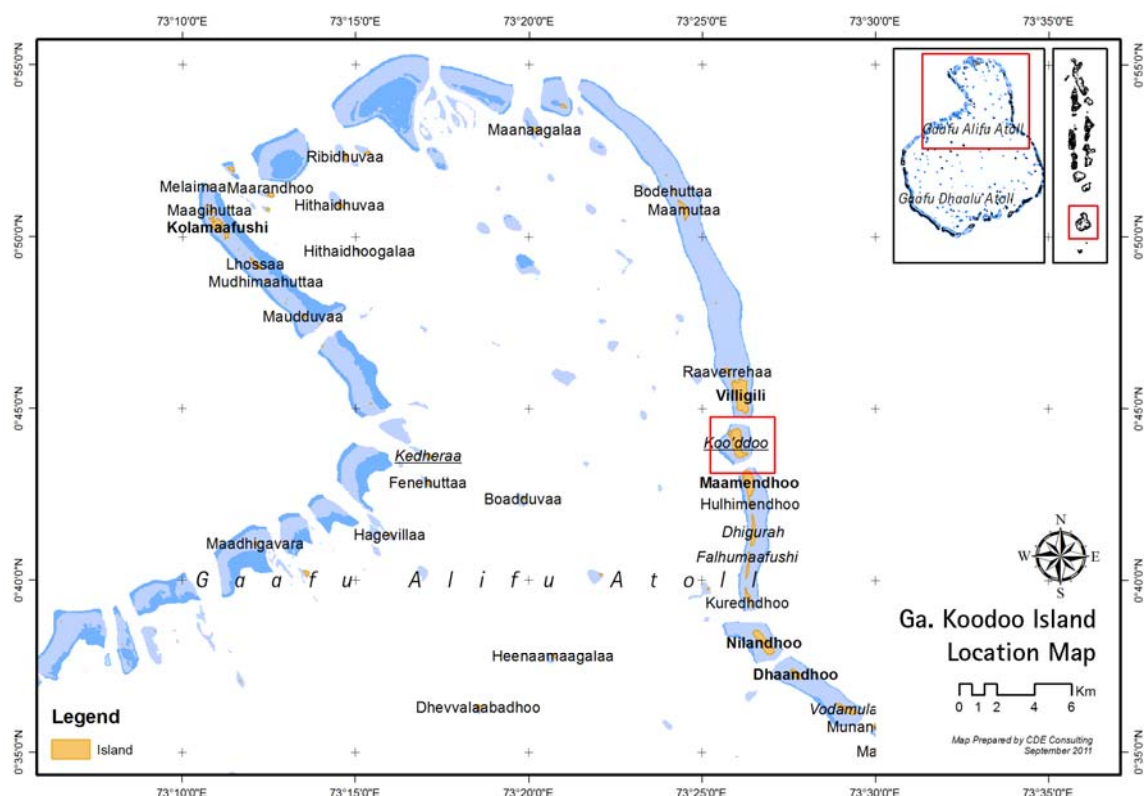 73°10'0"E 73°15'0"E 73°20'0"E 73°25'0"E 73°30'0"E 73°35'0"E
0°55'0"N 0°55'0"N
Maanaagalaa
Gaafu Alifu Atoll
Ribidhuvaa
Melaimaa Maarandhoo
Bodehuttaa
Hithaidhuvaa
Maagihuttaa
Maamutaa
Gaafu Dhaalu Atoll
Kolamaafushi
0°50'0"N 0°50'0"N
Hithaidhoogalaa
Lhossaa
Mudhimaahuttaa
Maudduvaa
Raaverrehaa
Villigili
0°45'0"N 0°45'0"N
Koo'ddoo
Kedheraa
Fenehuttaa
Maamendhoo
Boadduvaa
Hulhimendhoo
Hagevillaa
Dhigurah
Maadhigavara
Falhumaafushi
N
W E
S
0°40'0"N Gaafu Alifu Atoll 0°40'0"N
Kuredhdhoo
Ga. Koodoo Island
Location Map
Nilandhoo
Heenaamaagalaa
Dhaandhoo
Km
0 1 2 4 6
Dhevvalaabadhoo
Vodamula
Legend
Munan
Island
Map Prepared by CDE Consulting
September 2011
Ma
0°35'0"N 0°35'0"N
73°10'0"E 73°15'0"E 73°20'0"E 73°25'0"E 73°30'0"E 73°35'0"E